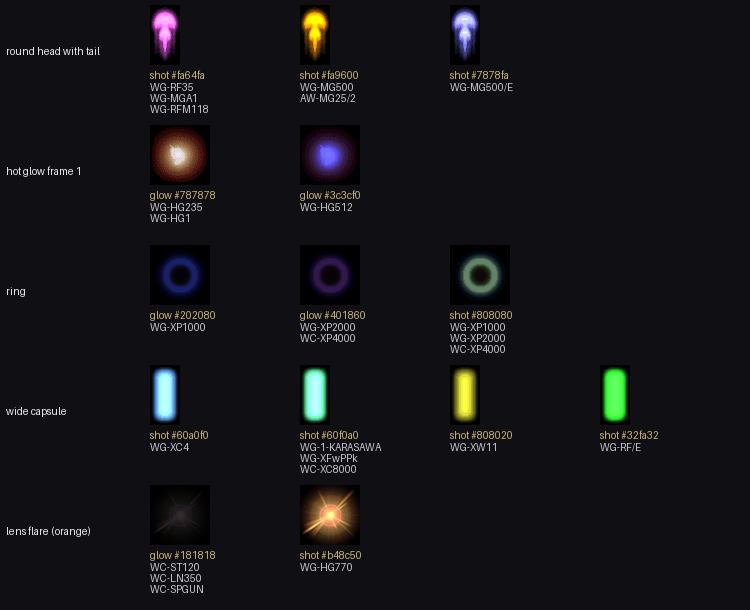 round head with tail
shot #fa64fa
WG-RF35
WG-MGA1
WG-RFM118
shot #fa9600
WG-MG500
AW-MG25/2
shot #7878fa
WG-MG500/E
hot glow frame 1
glow #787878
WG-HG235
WG-HG1
glow #3c3cf0
WG-HG512
ring
glow #202080
WG-XP1000
glow #401860
WG-XP2000
WC-XP4000
shot #808080
WG-XP1000
WG-XP2000
WC-XP4000
wide capsule
shot #60a0f0
WG-XC4
shot #60f0a0
WG-1-KARASAWA
WG-XFwPPk
WC-XC8000
shot #808020
WG-XW11
shot #32fa32
WG-RF/E
lens flare (orange)
glow #181818
WC-ST120
WC-LN350
WC-SPGUN
shot #b48c50
WG-HG770